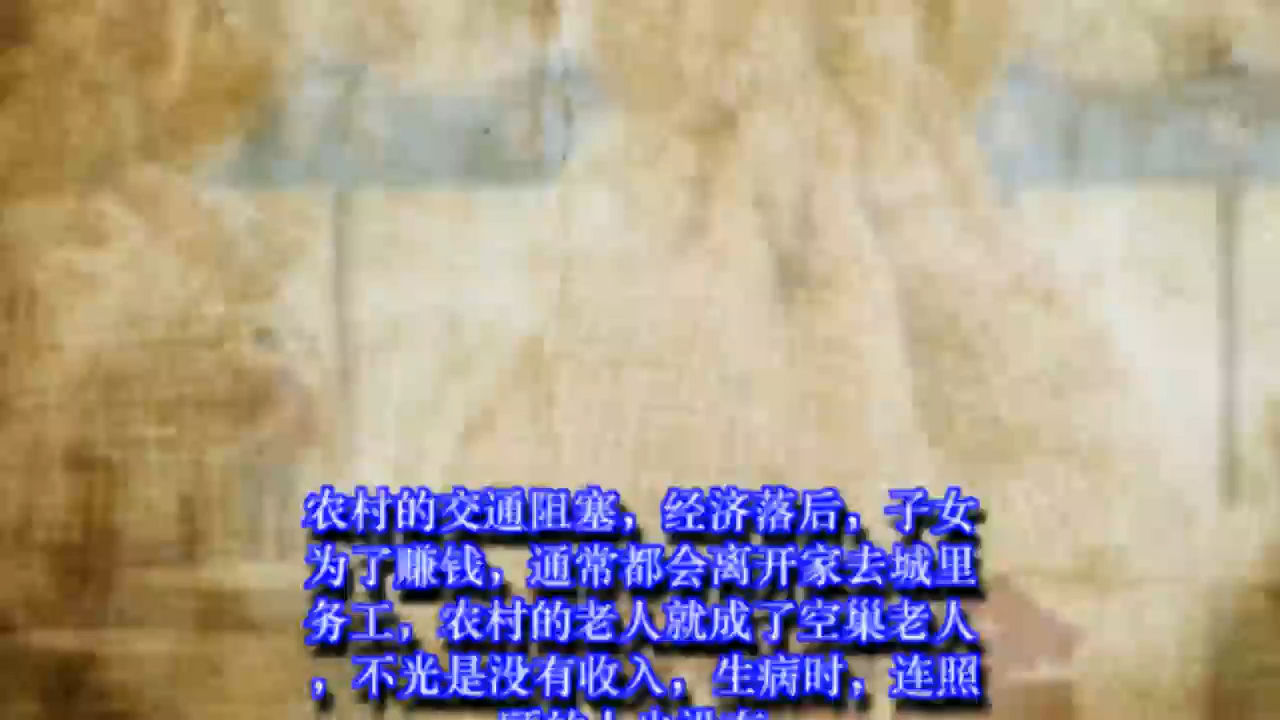 农村的交通阻塞，经济落后，子女
为了赚钱，通常都会离开家去城里
务工，农村的老人就成了空巢老人
，不光是没有收入，生病时，连照